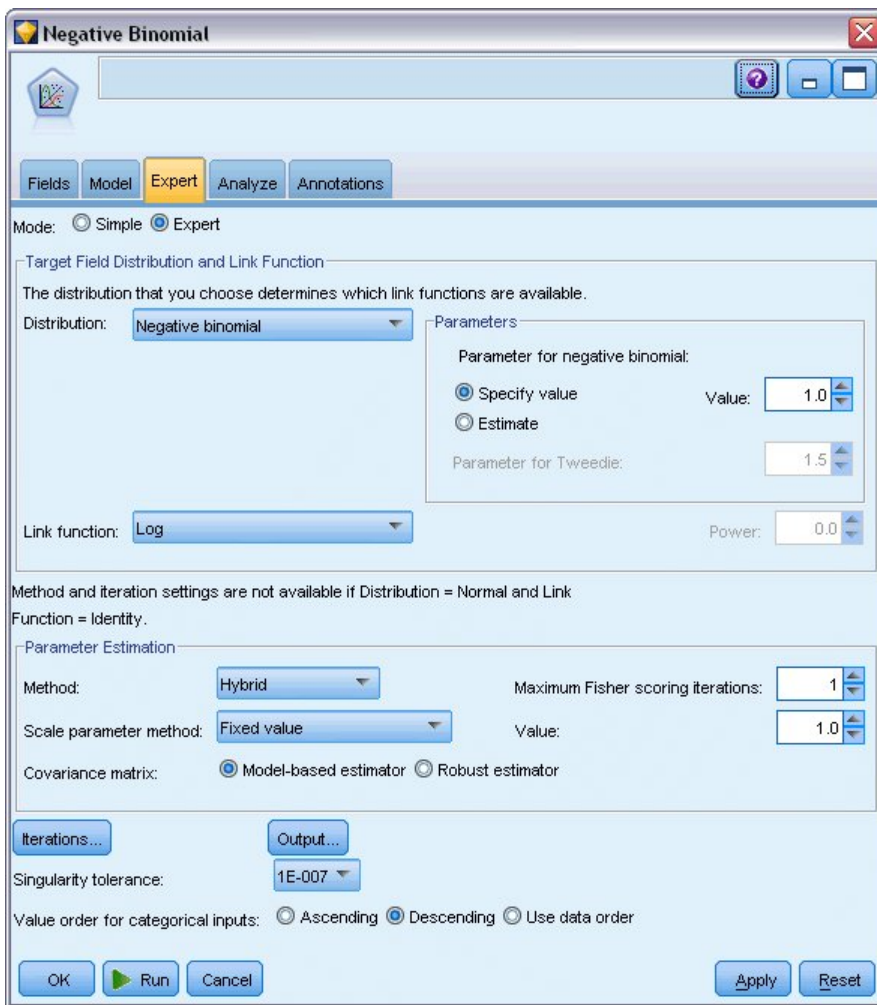 Negative Binomial
?
Fields Model Expert Analyze Annotations
Mode: Simple Expert
Target Field Distribution and Link Function
The distribution that you choose determines which link functions are available.
Distribution: Negative binomial
Parameters
Parameter for negative binomial:
Specify value Value: 1.0
Estimate
Parameter for Tweedie: 1.5
Link function: Log Power: 0.0
Method and iteration settings are not available if Distribution = Normal and Link
Function = Identity.
Parameter Estimation
Method: Hybrid Maximum Fisher scoring iterations: 1
Scale parameter method: Fixed value Value: 1.0
Covariance matrix: Model-based estimator Robust estimator
Iterations... Output...
Singularity tolerance: 1E-007
Value order for categorical inputs: Ascending Descending Use data order
OK Run Cancel Apply Reset